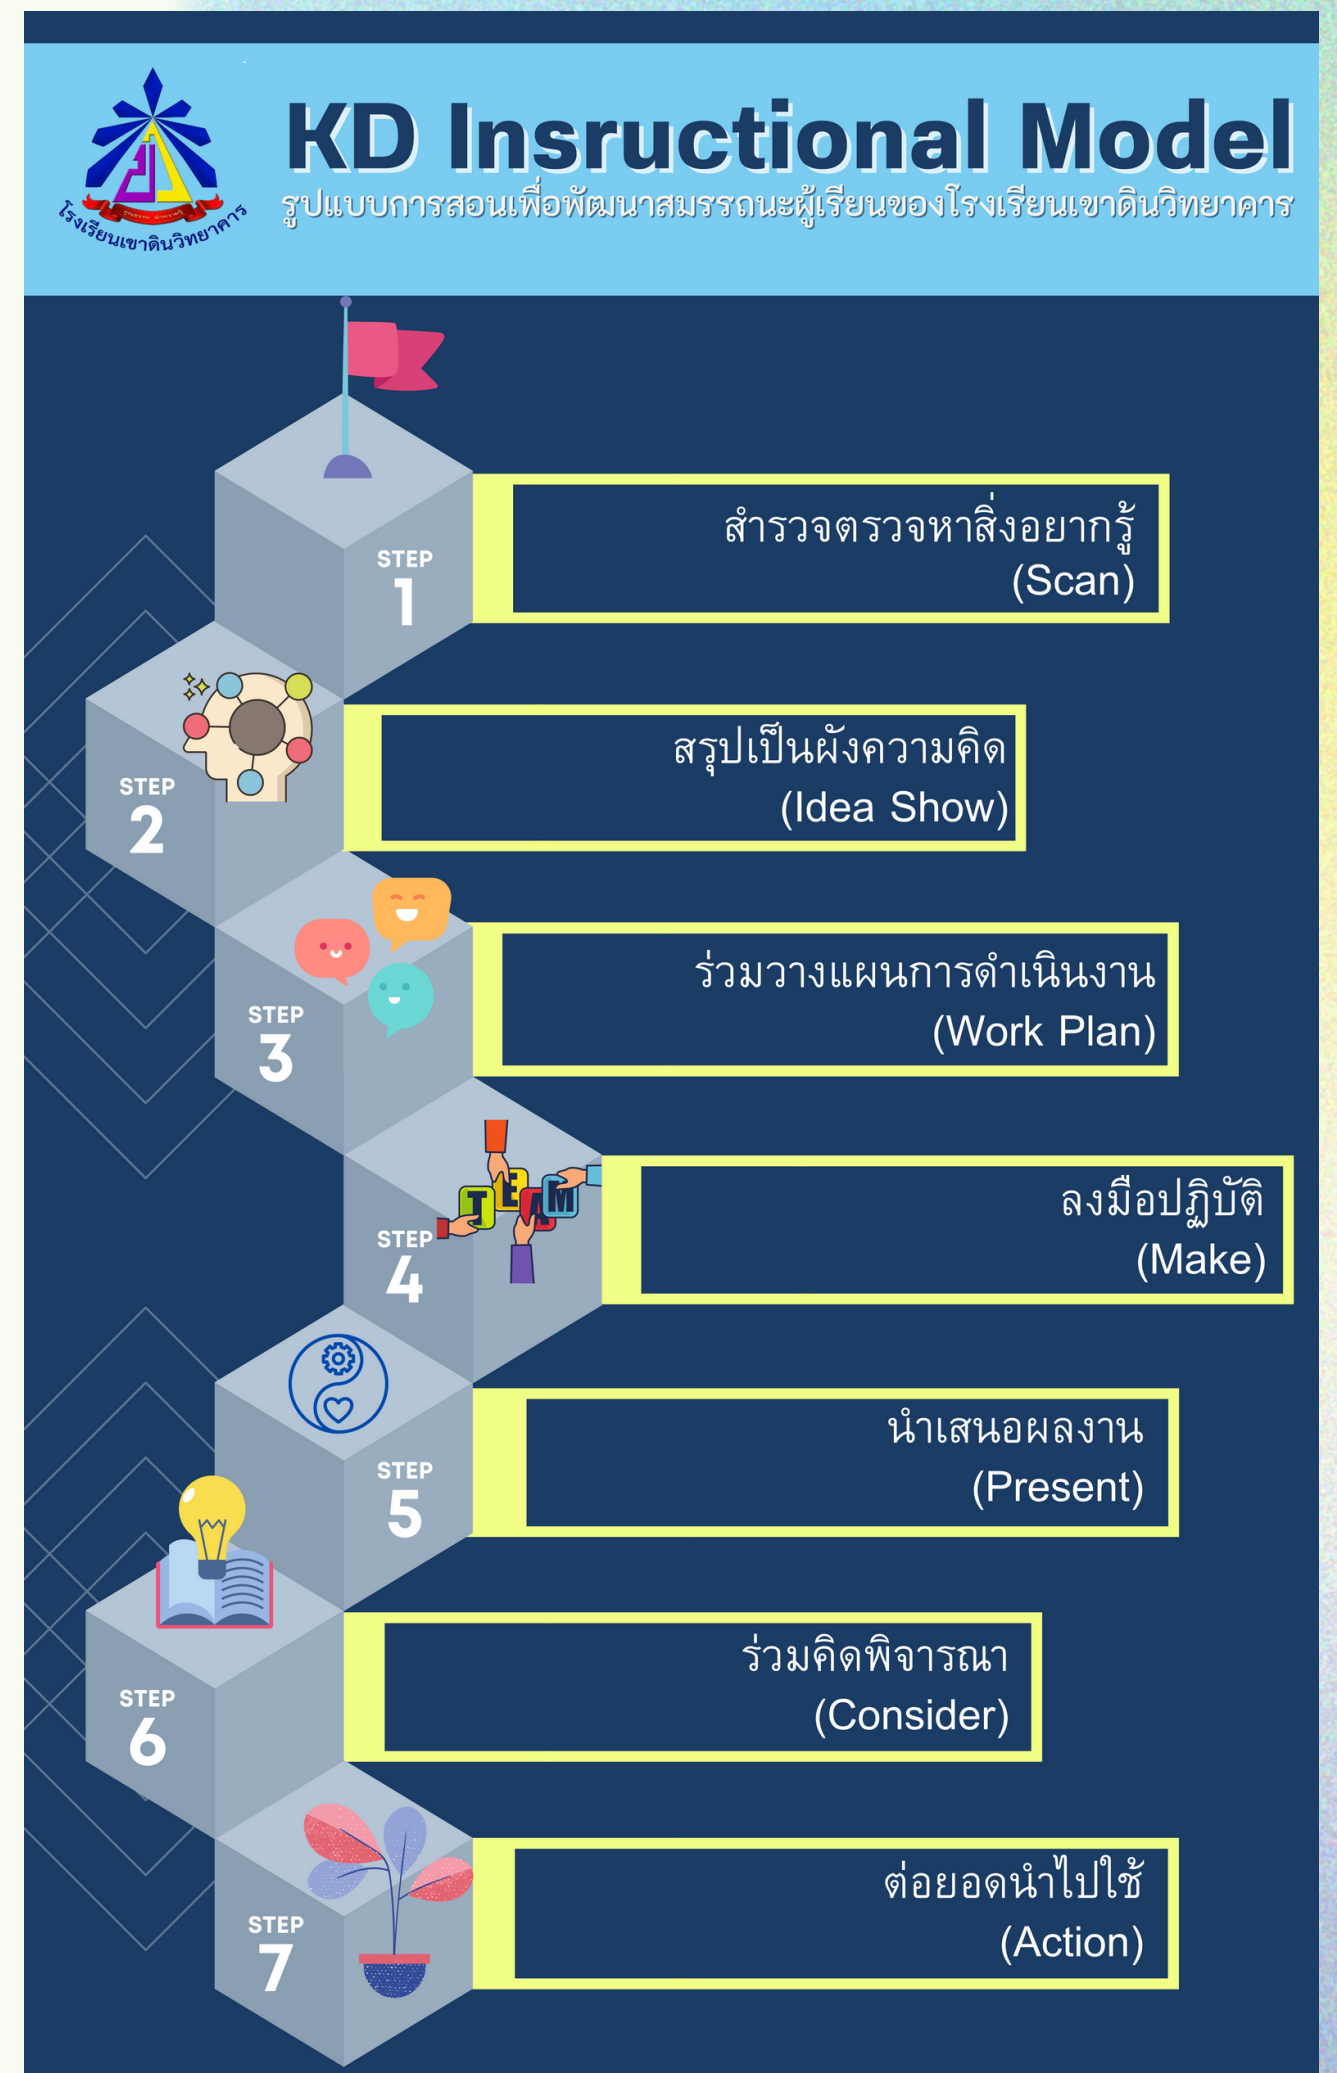 KD Insructional Model
รูปแบบการสอนเพื่อพัฒนาสมรรถนะผู้เรียนของโรงเรียนเขาดินวิทยาคาร
โรงเรียนเขาดินวิทยาคาร
STEP
1
สำรวจตรวจหาสิ่งอยากรู้
(Scan)
STEP
2
สรุปเป็นผังความคิด
(Idea Show)
STEP
3
ร่วมวางแผนการดำเนินงาน
(Work Plan)
STEP
4
TEAM
ลงมือปฏิบัติ
(Make)
STEP
5
นำเสนอผลงาน
(Present)
STEP
6
ร่วมคิดพิจารณา
(Consider)
STEP
7
ต่อยอดนำไปใช้
(Action)